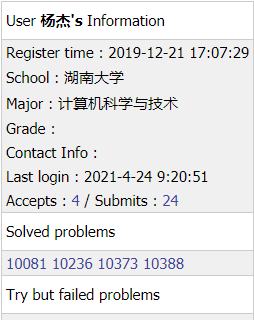 User 杨杰's Information
Register time：2019-12-21 17:07:29
School：湖南大学
Major：计算机科学与技术
Grade：
Contact Info：
Last login：2021-4-24 9:20:51
Accepts：4 / Submits：24
Solved problems
10081 10236 10373 10388
Try but failed problems